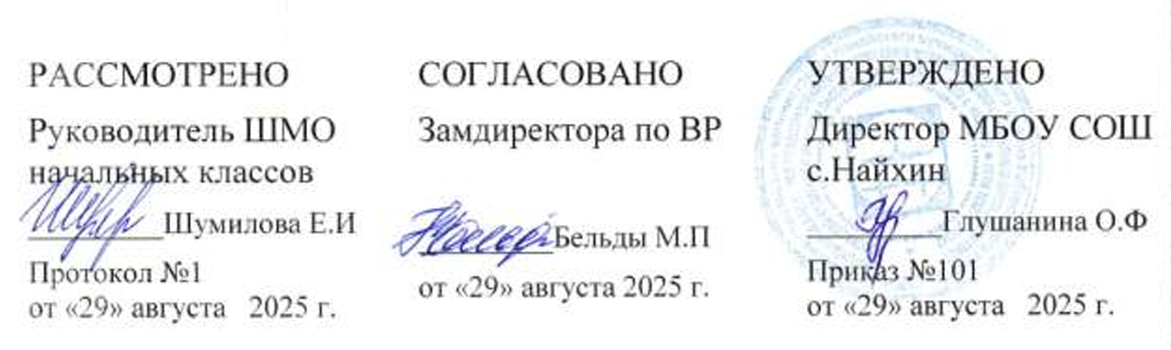 РАССМОТРЕНО
Руководитель ШМО
начальных классов
Шумилова Е.И
Протокол №1
от «29» августа 2025 г.
СОГЛАСОВАНО
Замдиректора по ВР
Бельды М.П
от «29» августа 2025 г.
УТВЕРЖДЕНО
Директор МБОУ СОШ
с.Найхин
Глушанина О.Ф
Приказ №101
от «29» августа 2025 г.